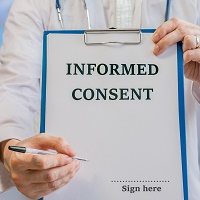 INFORMED
CONSENT
....................
Sign here